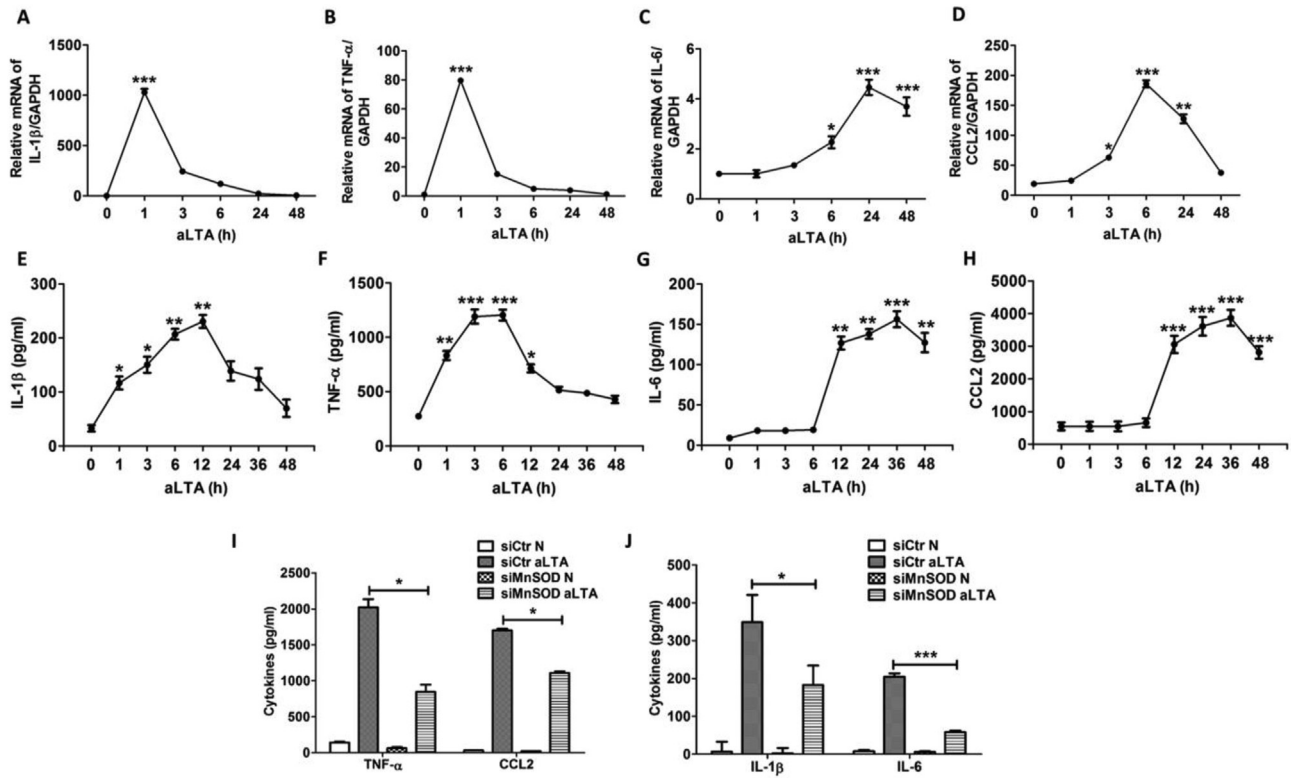 A
Relative mRNA of
IL-1β/GAPDH
1500
1000
500
0
***
0 1 3 6 24 48
aLTA (h)
B
Relative mRNA of TNF-α/
GAPDH
100
80
60
40
20
0
***
0 1 3 6 24 48
aLTA (h)
C
Relative mRNA of IL-6/
GAPDH
6
4
2
0
* *** ***
0 1 3 6 24 48
aLTA (h)
D
Relative mRNA of
CCL2/GAPDH
250
200
150
100
50
0
* *** **
0 1 3 6 24 48
aLTA (h)
E
IL-1β (pg/ml)
300
200
100
0
* * ** **
0 1 3 6 12 24 36 48
aLTA (h)
F
TNF-α (pg/ml)
1500
1000
500
0
** *** *** *
0 1 3 6 12 24 36 48
aLTA (h)
G
IL-6 (pg/ml)
200
150
100
50
0
** ** *** **
0 1 3 6 12 24 36 48
aLTA (h)
H
CCL2 (pg/ml)
5000
4000
3000
2000
1000
0
*** *** *** ***
0 1 3 6 12 24 36 48
aLTA (h)
I
siCtr N
siCtr aLTA
siMnSOD N
siMnSOD aLTA
Cytokines (pg/ml)
2500
2000
1500
1000
500
0
* *
TNF-α CCL2
J
siCtr N
siCtr aLTA
siMnSOD N
siMnSOD aLTA
Cytokines (pg/ml)
500
400
300
200
100
0
* ***
IL-1β IL-6